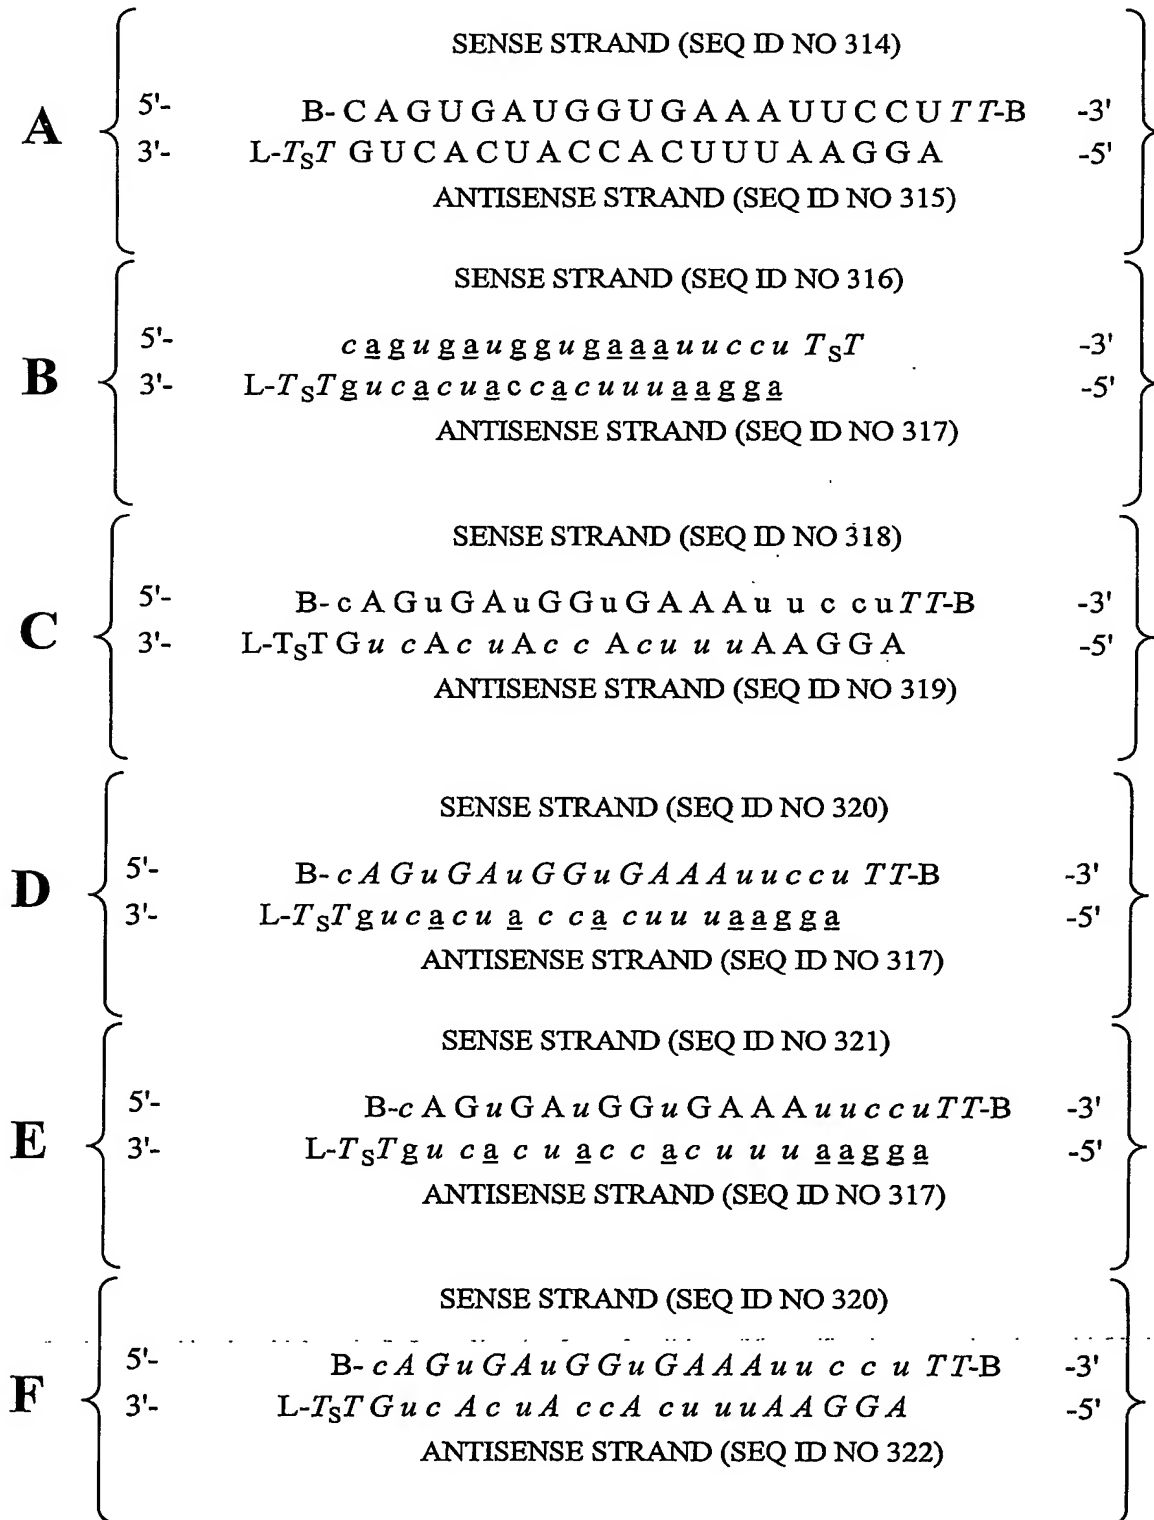 SENSE STRAND (SEQ ID NO 314)
A
5'- B- C A G U G A U G G U G A A A U U C C U T T-B -3'
3'- L-TST G U C A C U A C C A C U U U A A G G A -5'
ANTISENSE STRAND (SEQ ID NO 315)
SENSE STRAND (SEQ ID NO 316)
B
5'- c a g u g a u g g u g a a a u u c c u TST -3'
3'- L-TSTg u c a c u a c c a c u u u a a g g a -5'
ANTISENSE STRAND (SEQ ID NO 317)
SENSE STRAND (SEQ ID NO 318)
C
5'- B- c A G u G A u G G u G A A A u u c c u T T-B -3'
3'- L-TST G u c A c u A c c A c u u u A A G G A -5'
ANTISENSE STRAND (SEQ ID NO 319)
SENSE STRAND (SEQ ID NO 320)
D
5'- B- c A G u G A u G G u G A A A u u c c u TT-B -3'
3'- L-TSTg u c a c u a c c a c u u u a a g g a -5'
ANTISENSE STRAND (SEQ ID NO 317)
SENSE STRAND (SEQ ID NO 321)
E
5'- B-c A G u G A u G G u G A A A u u c c u T T-B -3'
3'- L-TSTg u c a c u a c c a c u u u a a g g a -5'
ANTISENSE STRAND (SEQ ID NO 317)
SENSE STRAND (SEQ ID NO 320)
F
5'- B- c A G u G A u G G u G A A A u u c c u TT-B -3'
3'- L-TST G u c A c u A c c A c u u u A A G G A -5'
ANTISENSE STRAND (SEQ ID NO 322)